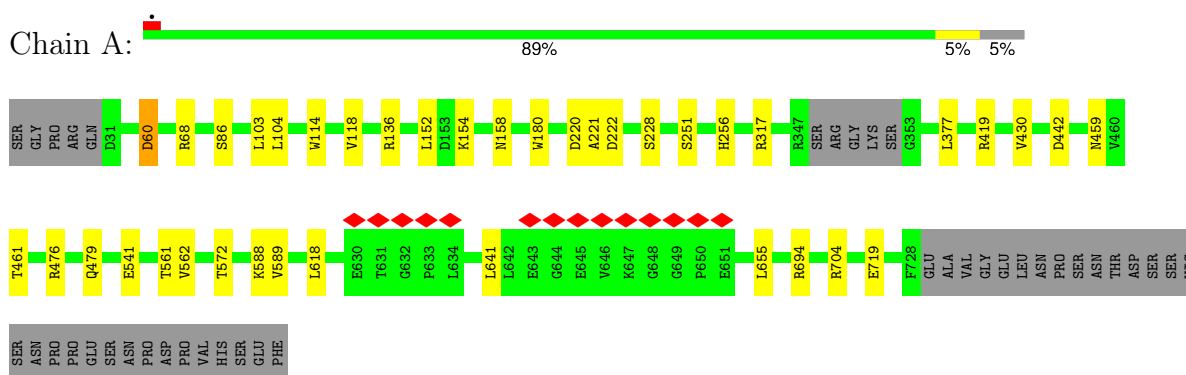 Chain A:
89% 5% 5%
SER GLY PRO ARG GLN D31 D60 R68 S86 L103 L104 W114 V118 R136 L152 D153 K154 N158 W180 D220 A221 D222 S228 S251 H256 R317 R347 SER ARG GLY LYS SER G353 L377 R419 V430 D442 N459 V460
T461 R476 Q479 E541 T561 V562 T572 K588 V589 L618 E630 T631 G632 P633 L634 L641 L642 E643 G644 E645 V646 K647 G648 G649 P650 E651 L655 R694 R704 E719 F728 GLU ALA VAL GLY GLU LEU ASN PRO SER ASN THR ASP SER SER
SER ASN PRO PRO GLU SER ASN PRO ASP PRO VAL HIS SER GLU PHE